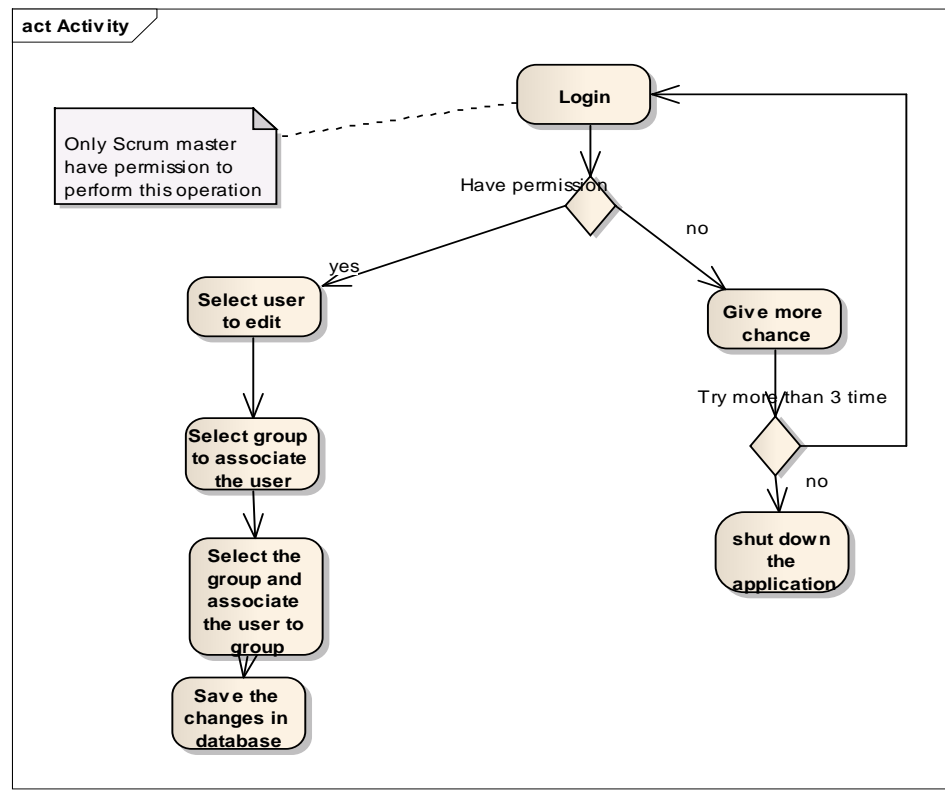 act Activity
Login
Only Scrum master
have permission to
perform this operation
Have permission
no
yes
Select user
to edit
Give more
chance
Try more than 3 time
Select group
to associate
the user
no
shut down
the
application
Select the
group and
associate
the user to
group
Save the
changes in
database